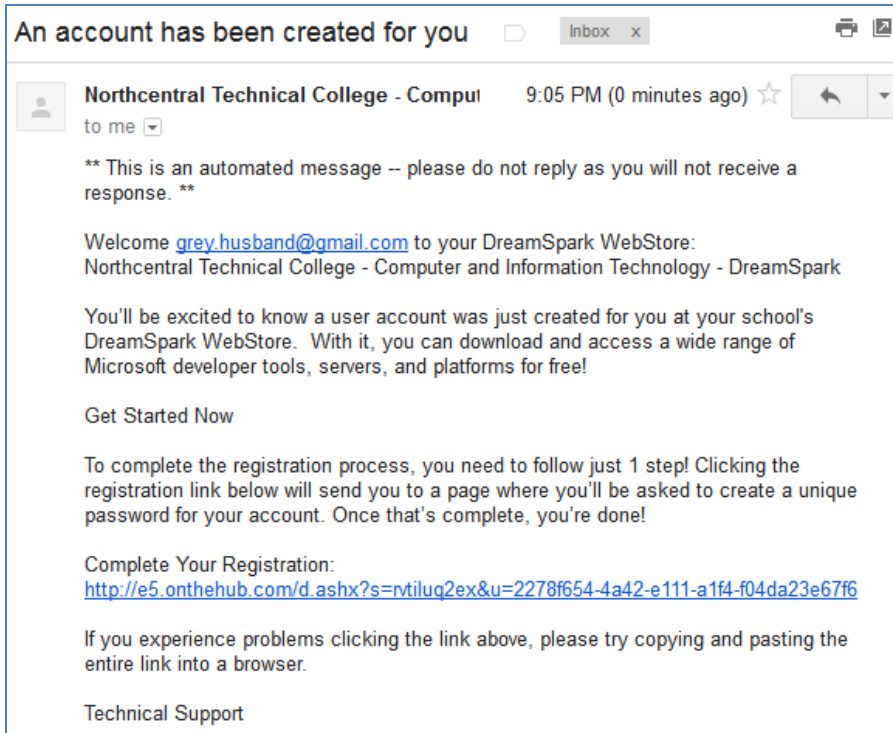 An account has been created for you
Inbox x
Northcentral Technical College - Comput 9:05 PM (0 minutes ago)
to me
** This is an automated message -- please do not reply as you will not receive a
response. **
Welcome grey.husband@gmail.com to your DreamSpark WebStore:
Northcentral Technical College - Computer and Information Technology - DreamSpark
You'll be excited to know a user account was just created for you at your school's
DreamSpark WebStore.  With it, you can download and access a wide range of
Microsoft developer tools, servers, and platforms for free!
Get Started Now
To complete the registration process, you need to follow just 1 step! Clicking the
registration link below will send you to a page where you'll be asked to create a unique
password for your account. Once that's complete, you're done!
Complete Your Registration:
http://e5.onthehub.com/d.ashx?s=rvtiluq2ex&u=2278f654-4a42-e111-a1f4-f04da23e67f6
If you experience problems clicking the link above, please try copying and pasting the
entire link into a browser.
Technical Support